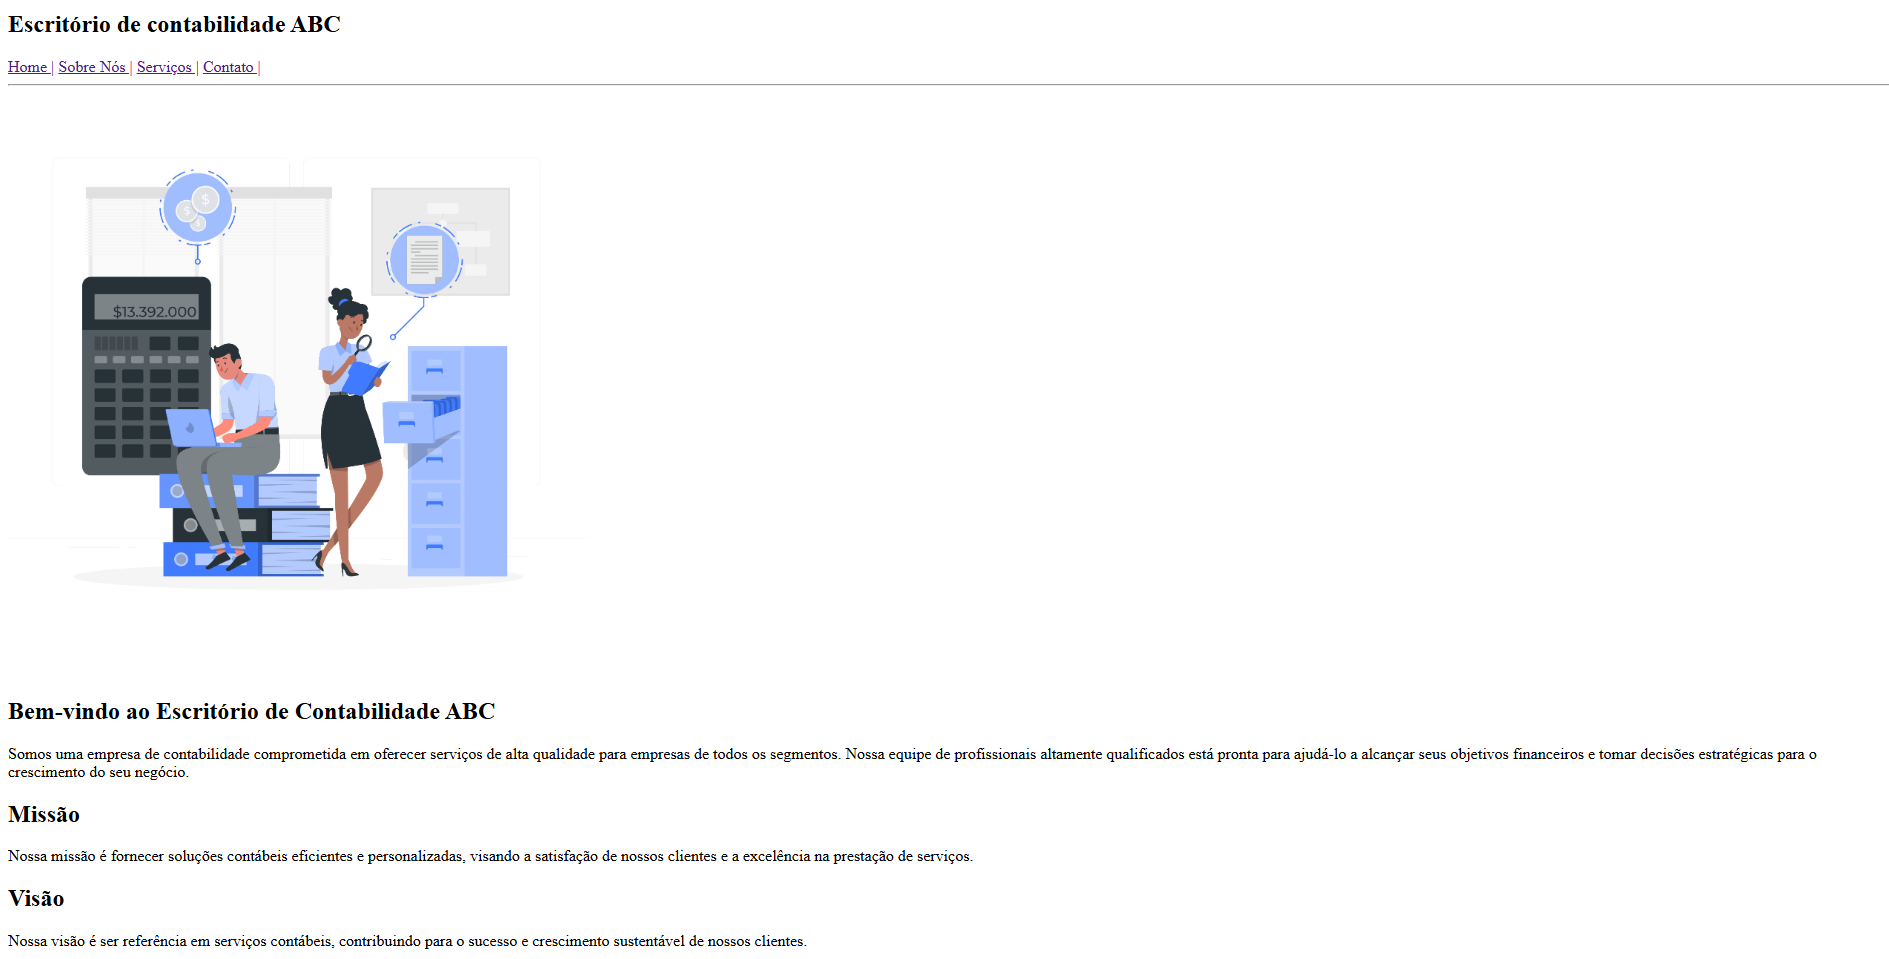 Escritório de contabilidade ABC
Home | Sobre Nós | Serviços | Contato |
$ $ $
$13.392.000
Bem-vindo ao Escritório de Contabilidade ABC
Somos uma empresa de contabilidade comprometida em oferecer serviços de alta qualidade para empresas de todos os segmentos. Nossa equipe de profissionais altamente qualificados está pronta para ajudá-lo a alcançar seus objetivos financeiros e tomar decisões estratégicas para o
crescimento do seu negócio.
Missão
Nossa missão é fornecer soluções contábeis eficientes e personalizadas, visando a satisfação de nossos clientes e a excelência na prestação de serviços.
Visão
Nossa visão é ser referência em serviços contábeis, contribuindo para o sucesso e crescimento sustentável de nossos clientes.